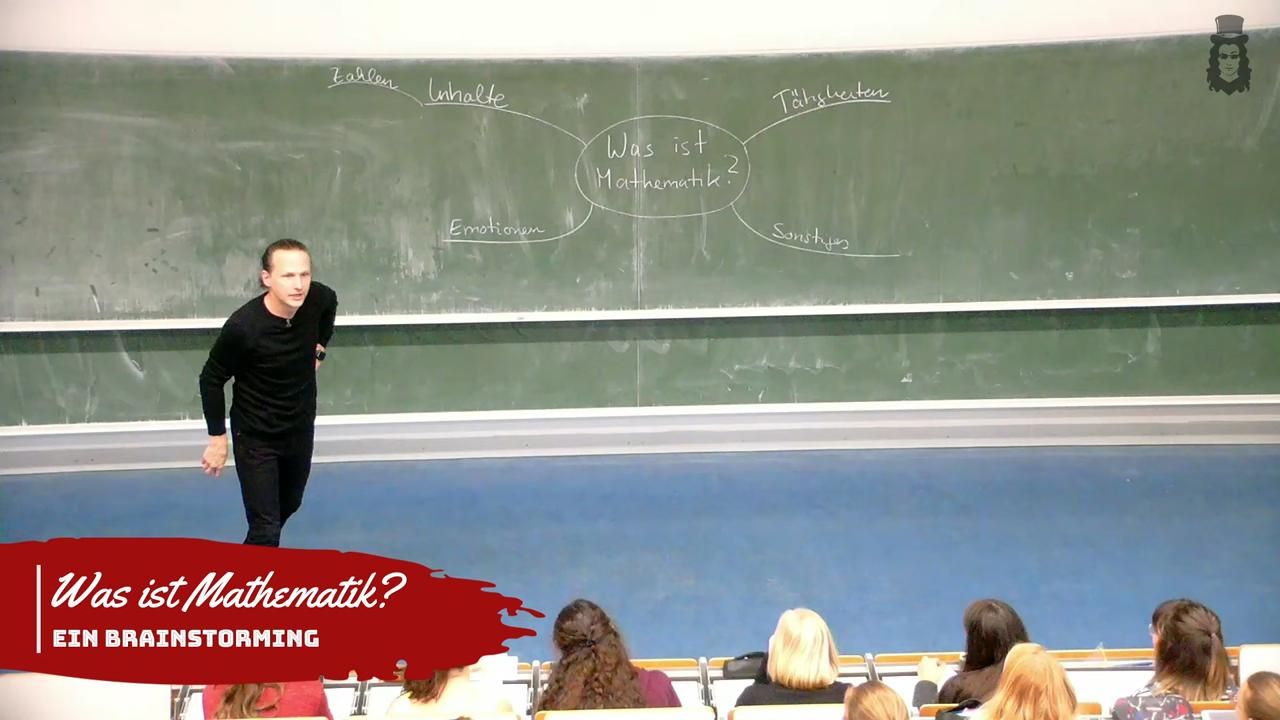 Zahlen
Inhalte
Tätigkeiten
Was ist
Mathematik?
Emotionen
Sonstiges
Was ist Mathematik?
EIN BRAINSTORMING